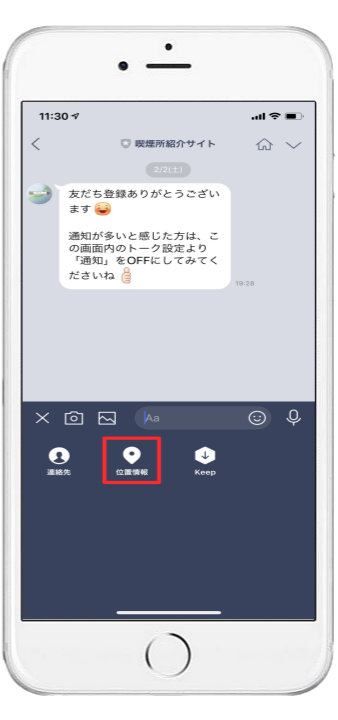 11:30
喫煙所紹介サイト
2/2(土)
友だち登録ありがとうござい
ます
通知が多いと感じた方は、こ
の画面内のトーク設定より
「通知」をOFFにしてみてく
ださいね
19:28
Aa
連絡先
位置情報
Keep